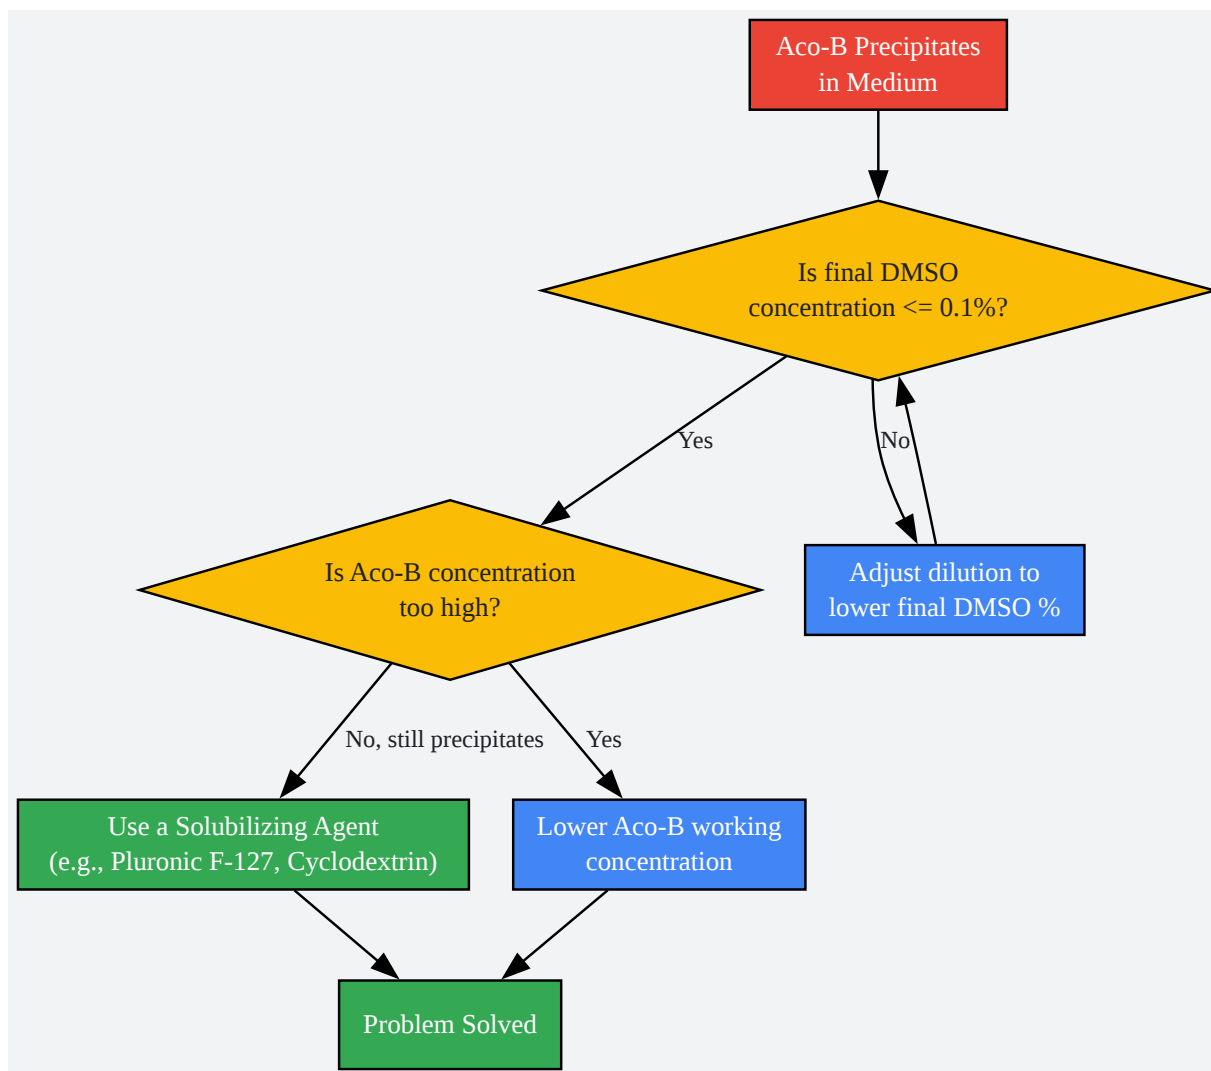 Aco-B Precipitates
in Medium
Is final DMSO
concentration <= 0.1%?
Yes
No
Is Aco-B concentration
too high?
Adjust dilution to
lower final DMSO %
No, still precipitates
Yes
Use a Solubilizing Agent
(e.g., Pluronic F-127, Cyclodextrin)
Lower Aco-B working
concentration
Problem Solved